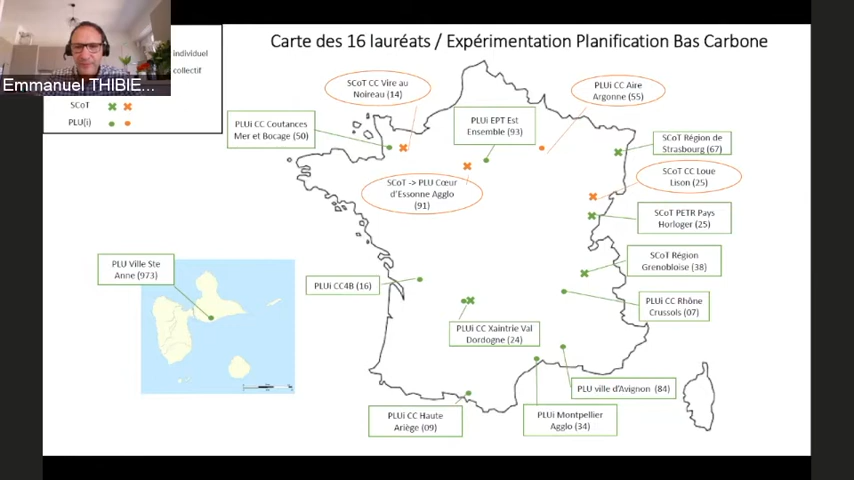 Carte des 16 lauréats / Expérimentation Planification Bas Carbone
individuel
collectif
Emmanuel THIBIE...
SCoT
PLU(i)
SCoT CC Vire au
Noireau (14)
PLUi CC Aire
Argonne (55)
PLUi CC Coutances
Mer et Bocage (50)
PLUi EPT Est
Ensemble (93)
SCoT Région de
Strasbourg (67)
SCoT CC Loue
Lison (25)
SCoT -> PLU Cœur
d'Essonne Agglo
(91)
SCoT PETR Pays
Horloger (25)
SCoT Région
Grenobloise (38)
PLU Ville Ste
Anne (973)
PLUi CC4B (16)
PLUi CC Rhône
Crussols (07)
PLUi CC Xaintrie Val
Dordogne (24)
PLU ville d'Avignon (84)
PLUi CC Haute
Ariège (09)
PLUi Montpellier
Agglo (34)